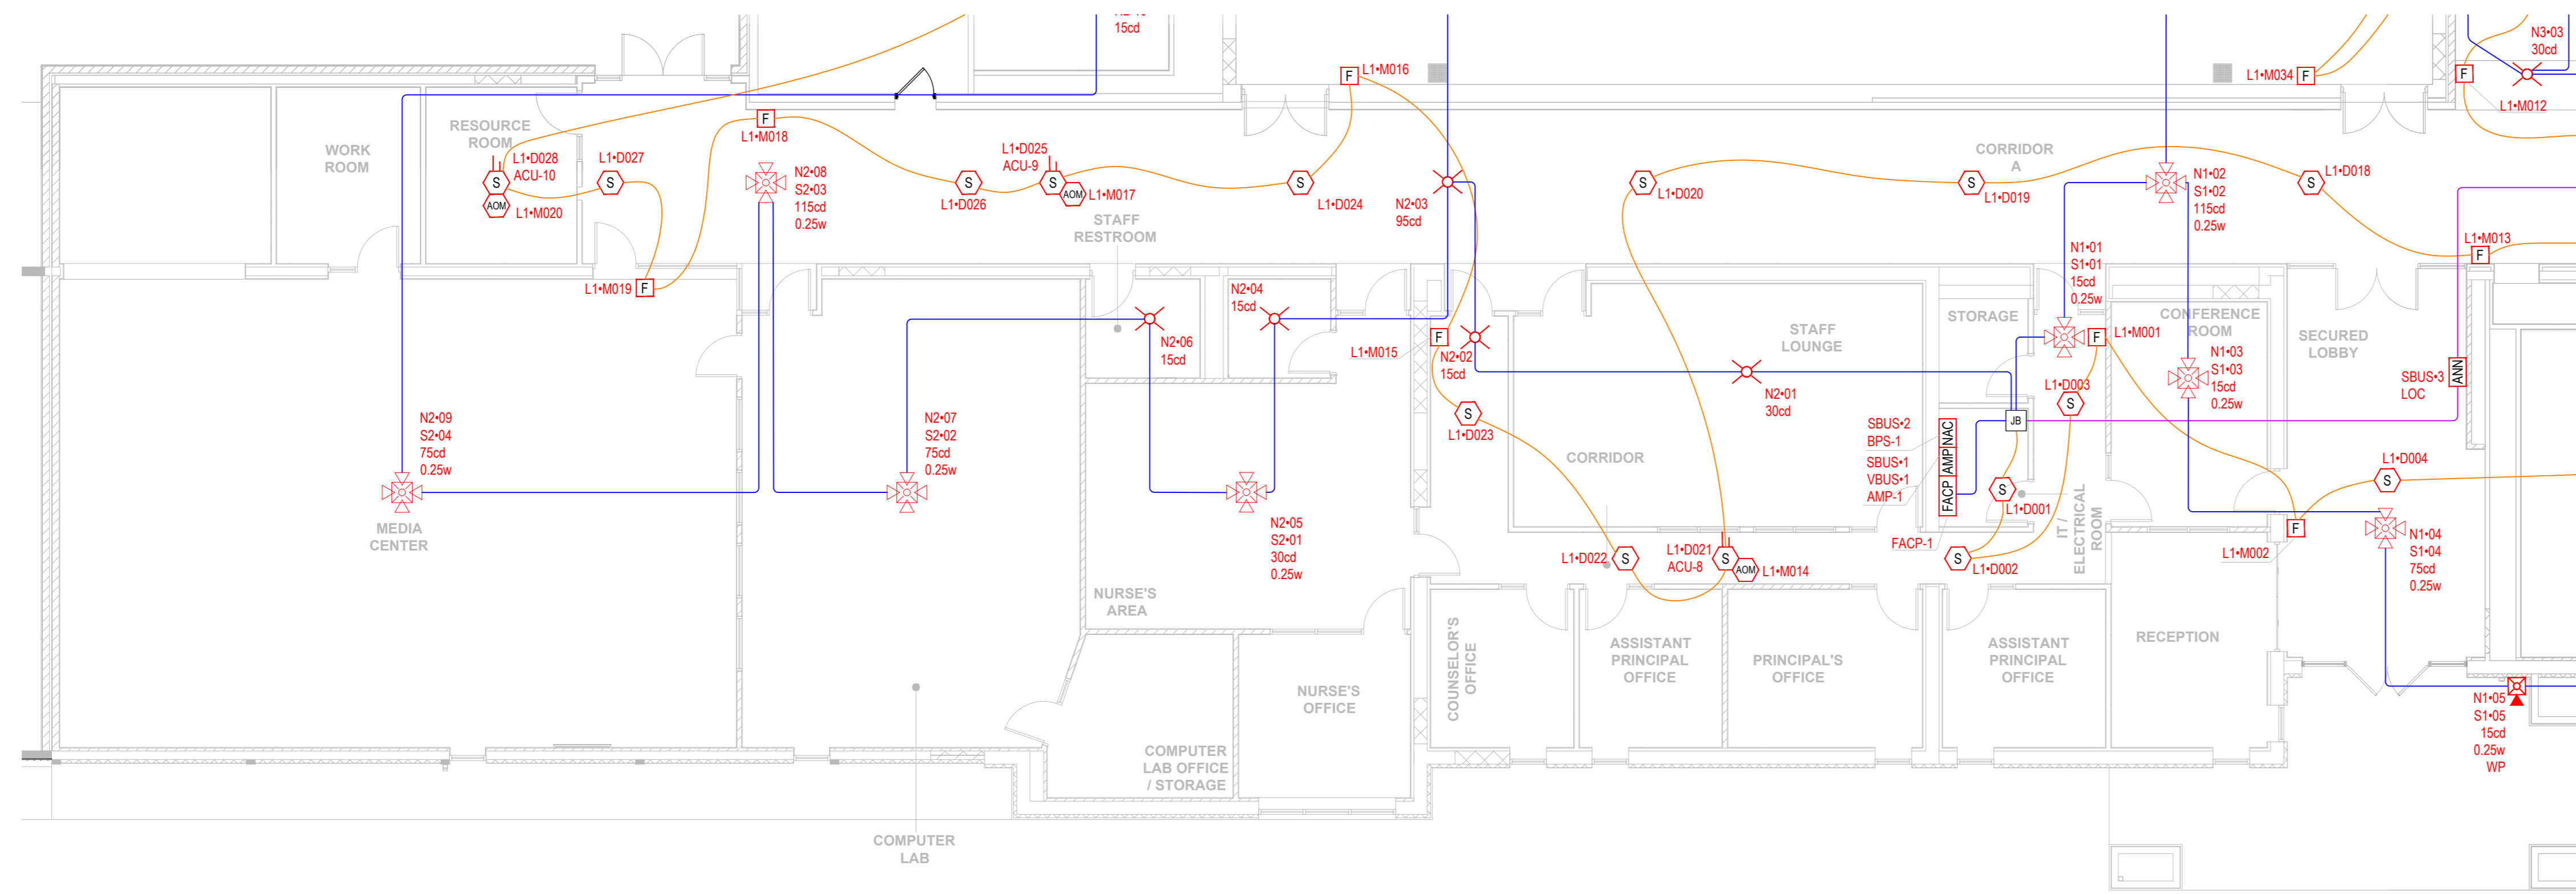 15cd
N3•03
30cd
L1•M016
F
L1•M034
F
F
L1•M012
F
L1•M018
RESOURCE
ROOM
WORK
ROOM
L1•D028
ACU-10
S
AOM
L1•M020
L1•D027
S
N2•08
S2•03
115cd
0.25w
S
L1•D026
L1•D025
ACU-9
S
AOM
L1•M017
S
L1•D024
STAFF
RESTROOM
N2•03
95cd
S
L1•D020
CORRIDOR
A
S
L1•D019
N1•02
S1•02
115cd
0.25w
S
L1•D018
L1•M013
F
L1•M019
F
N2•04
15cd
N2•06
15cd
L1•M015
F
N2•02
15cd
STAFF
LOUNGE
N2•01
30cd
STORAGE
N1•01
S1•01
15cd
0.25w
F
L1•M001
CONFERENCE
ROOM
N1•03
S1•03
15cd
0.25w
SECURED
LOBBY
SBUS•3
LOC
ANN
L1•D003
S
N2•09
S2•04
75cd
0.25w
N2•07
S2•02
75cd
0.25w
S
L1•D023
CORRIDOR
SBUS•2
BPS-1
SBUS•1
VBUS•1
AMP-1
FACP
AMP
NAC
FACP-1
JB
S
L1•D001
IT /
ELECTRICAL
ROOM
L1•D004
S
F
L1•M002
MEDIA
CENTER
N2•05
S2•01
30cd
0.25w
L1•D022
S
L1•D021
ACU-8
S
AOM
L1•M014
S
L1•D002
N1•04
S1•04
75cd
0.25w
NURSE'S
AREA
COUNSELOR'S
OFFICE
ASSISTANT
PRINCIPAL
OFFICE
PRINCIPAL'S
OFFICE
ASSISTANT
PRINCIPAL
OFFICE
RECEPTION
NURSE'S
OFFICE
N1•05
S1•05
15cd
0.25w
WP
COMPUTER
LAB OFFICE
/ STORAGE
COMPUTER
LAB